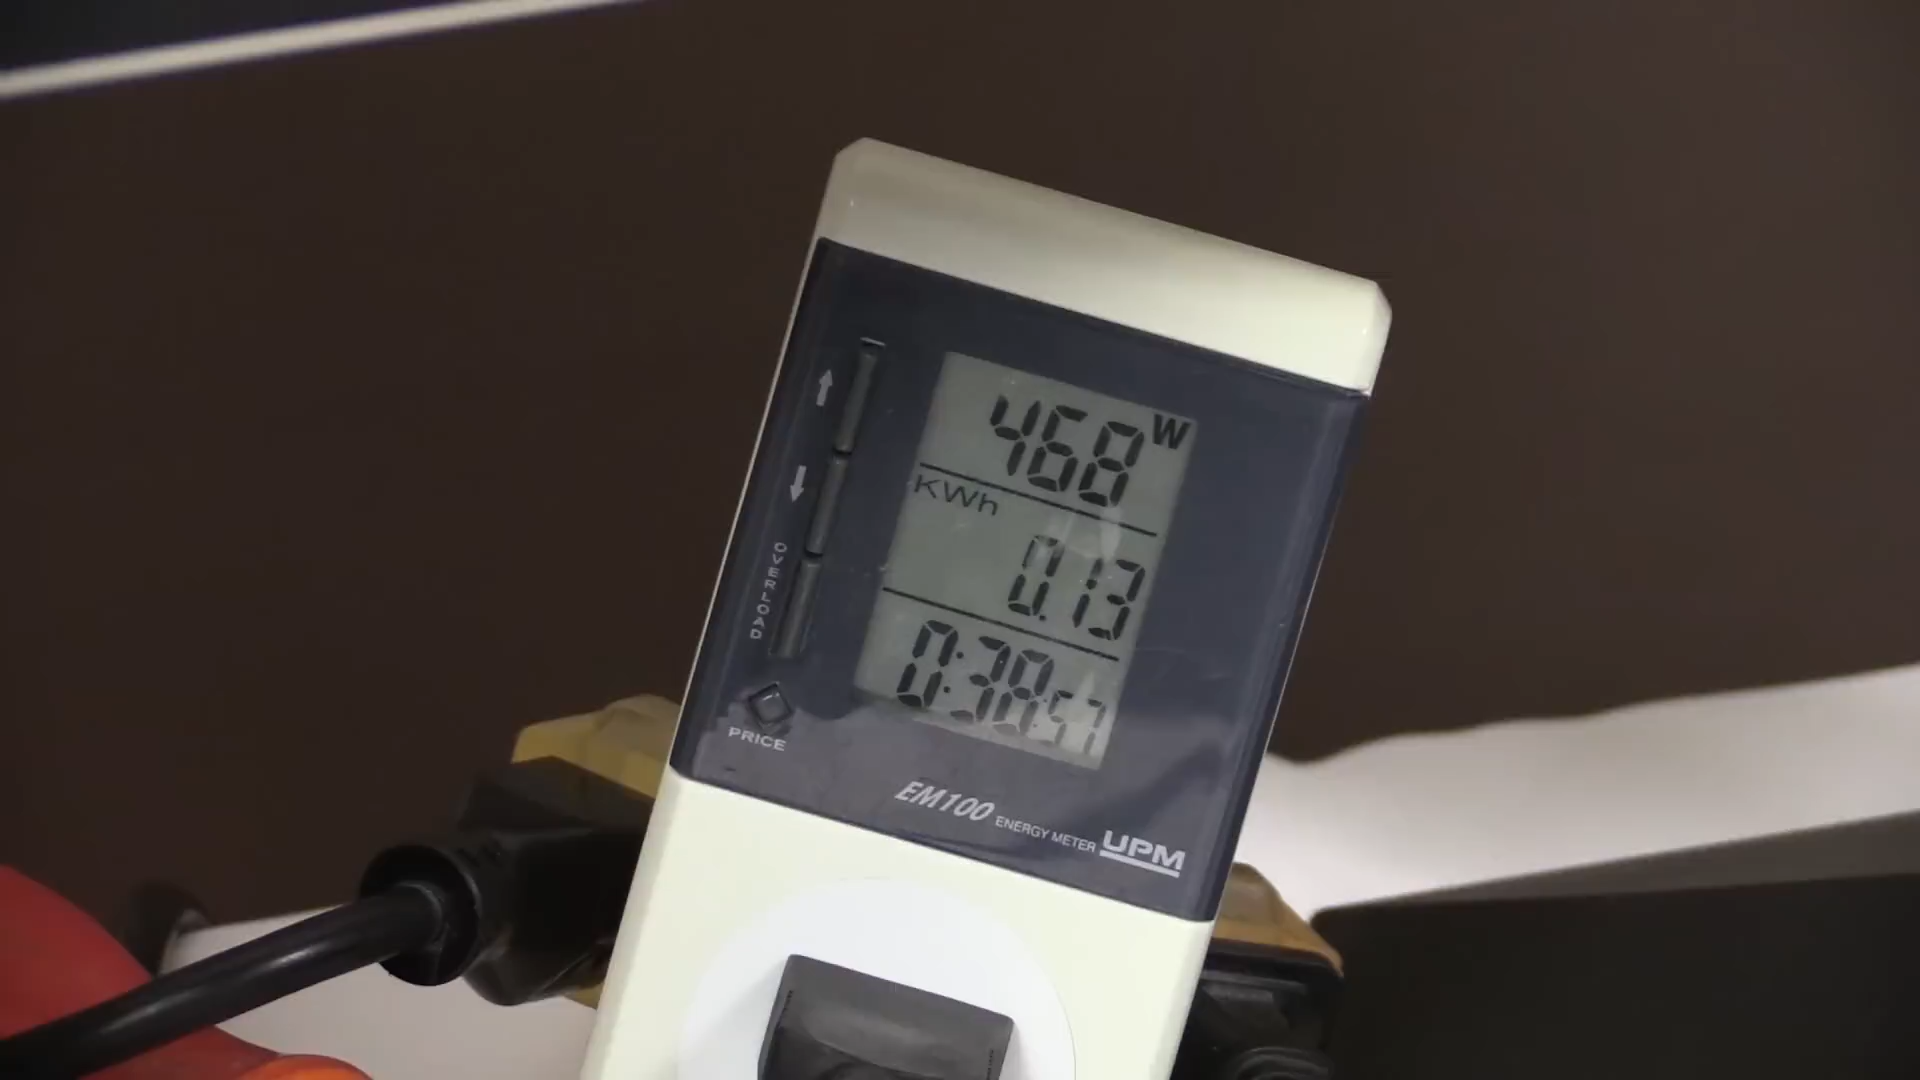 468 W
KWh
0.13
0:38:57
OVERLOAD
PRICE
EM100 ENERGY METER UPM